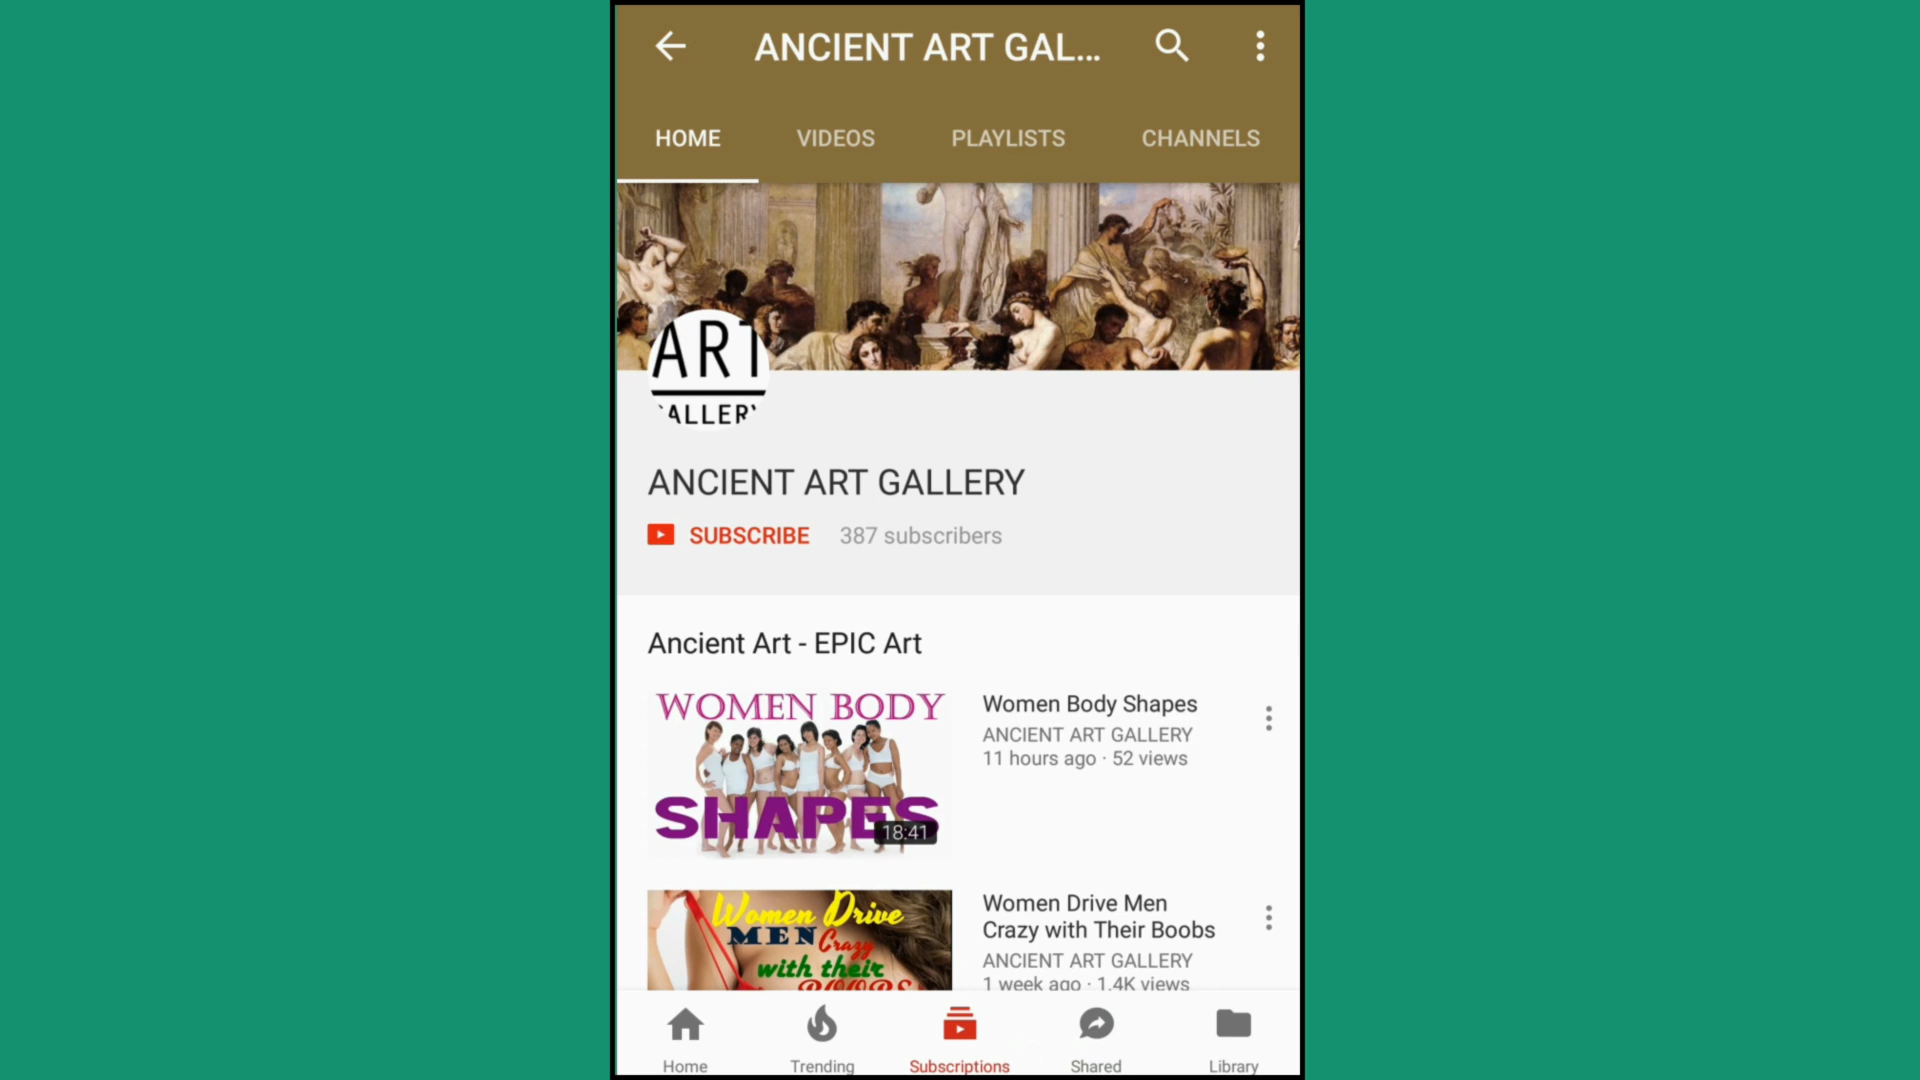 ANCIENT ART GAL...
HOME VIDEOS PLAYLISTS CHANNELS
ART
GALLERY
ANCIENT ART GALLERY
SUBSCRIBE 387 subscribers
Ancient Art - EPIC Art
WOMEN BODY
SHAPES
18:41
Women Body Shapes
ANCIENT ART GALLERY
11 hours ago · 52 views
Women Drive
MEN Crazy
with their
BOOBS
Women Drive Men
Crazy with Their Boobs
ANCIENT ART GALLERY
1 week ago · 1.4K views
Home Trending Subscriptions Shared Library